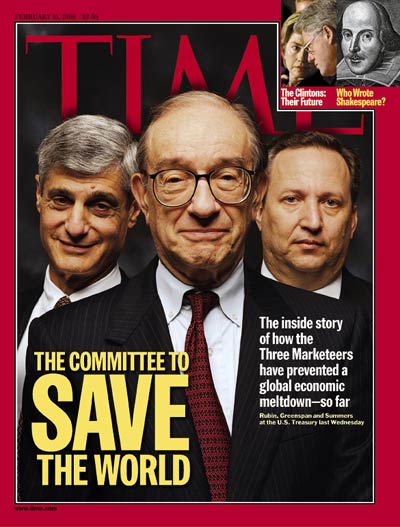 FEBRUARY 15, 1999 $2.95
TIME
The Clintons:
Their Future
Who Wrote
Shakespeare?
THE COMMITTEE TO
SAVE
THE WORLD
The inside story
of how the
Three Marketeers
have prevented a
global economic
meltdown—so far
Rubin, Greenspan and Summers
at the U.S. Treasury last Wednesday
www.time.com